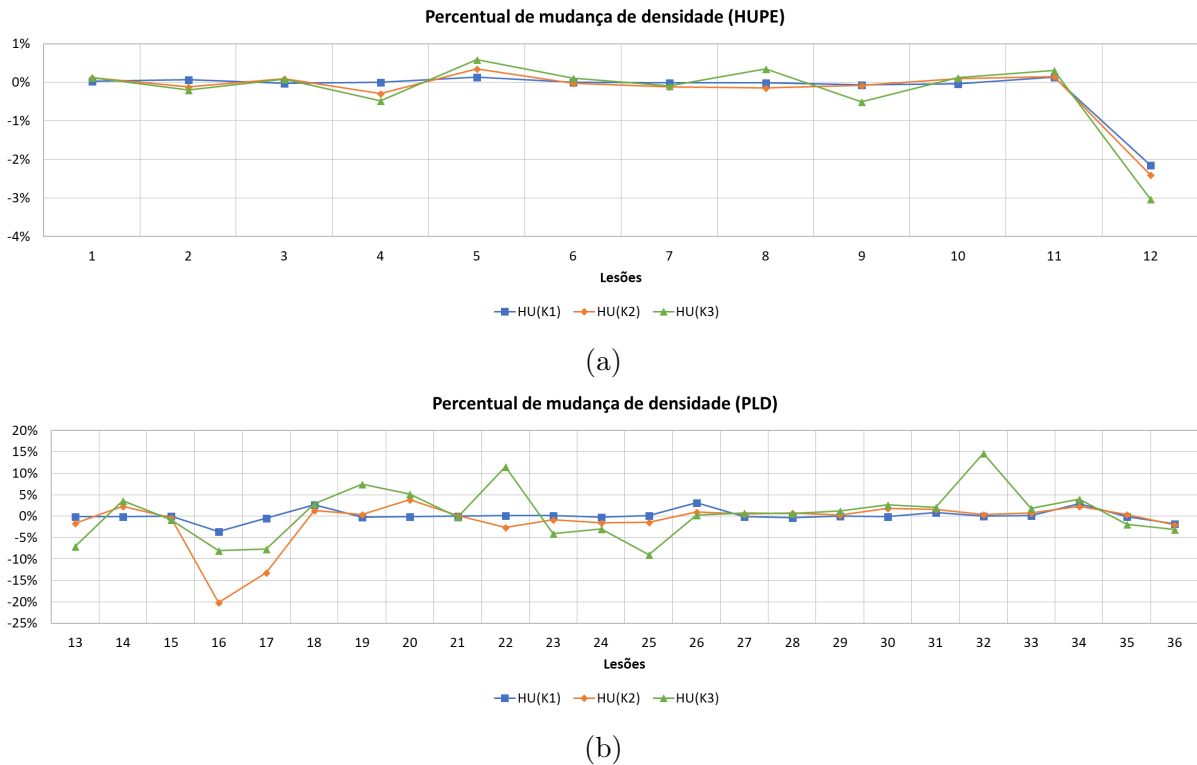 Percentual de mudança de densidade (HUPE)
1%
0%
-1%
-2%
-3%
-4%
1 2 3 4 5 6 7 8 9 10 11 12
Lesões
HU(K1) HU(K2) HU(K3)
(a)
Percentual de mudança de densidade (PLD)
20%
15%
10%
5%
0%
-5%
-10%
-15%
-20%
-25%
13 14 15 16 17 18 19 20 21 22 23 24 25 26 27 28 29 30 31 32 33 34 35 36
Lesões
HU(K1) HU(K2) HU(K3)
(b)